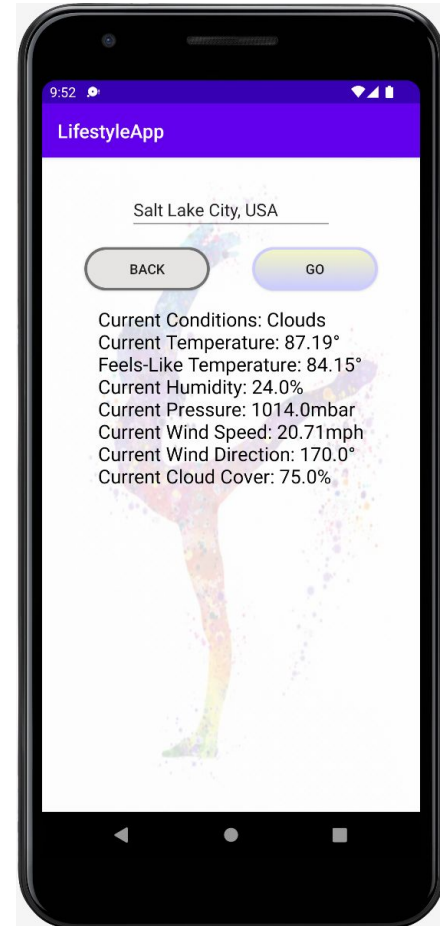 9:52
LifestyleApp
Salt Lake City, USA
BACK GO
Current Conditions: Clouds
Current Temperature: 87.19°
Feels-Like Temperature: 84.15°
Current Humidity: 24.0%
Current Pressure: 1014.0mbar
Current Wind Speed: 20.71mph
Current Wind Direction: 170.0°
Current Cloud Cover: 75.0%